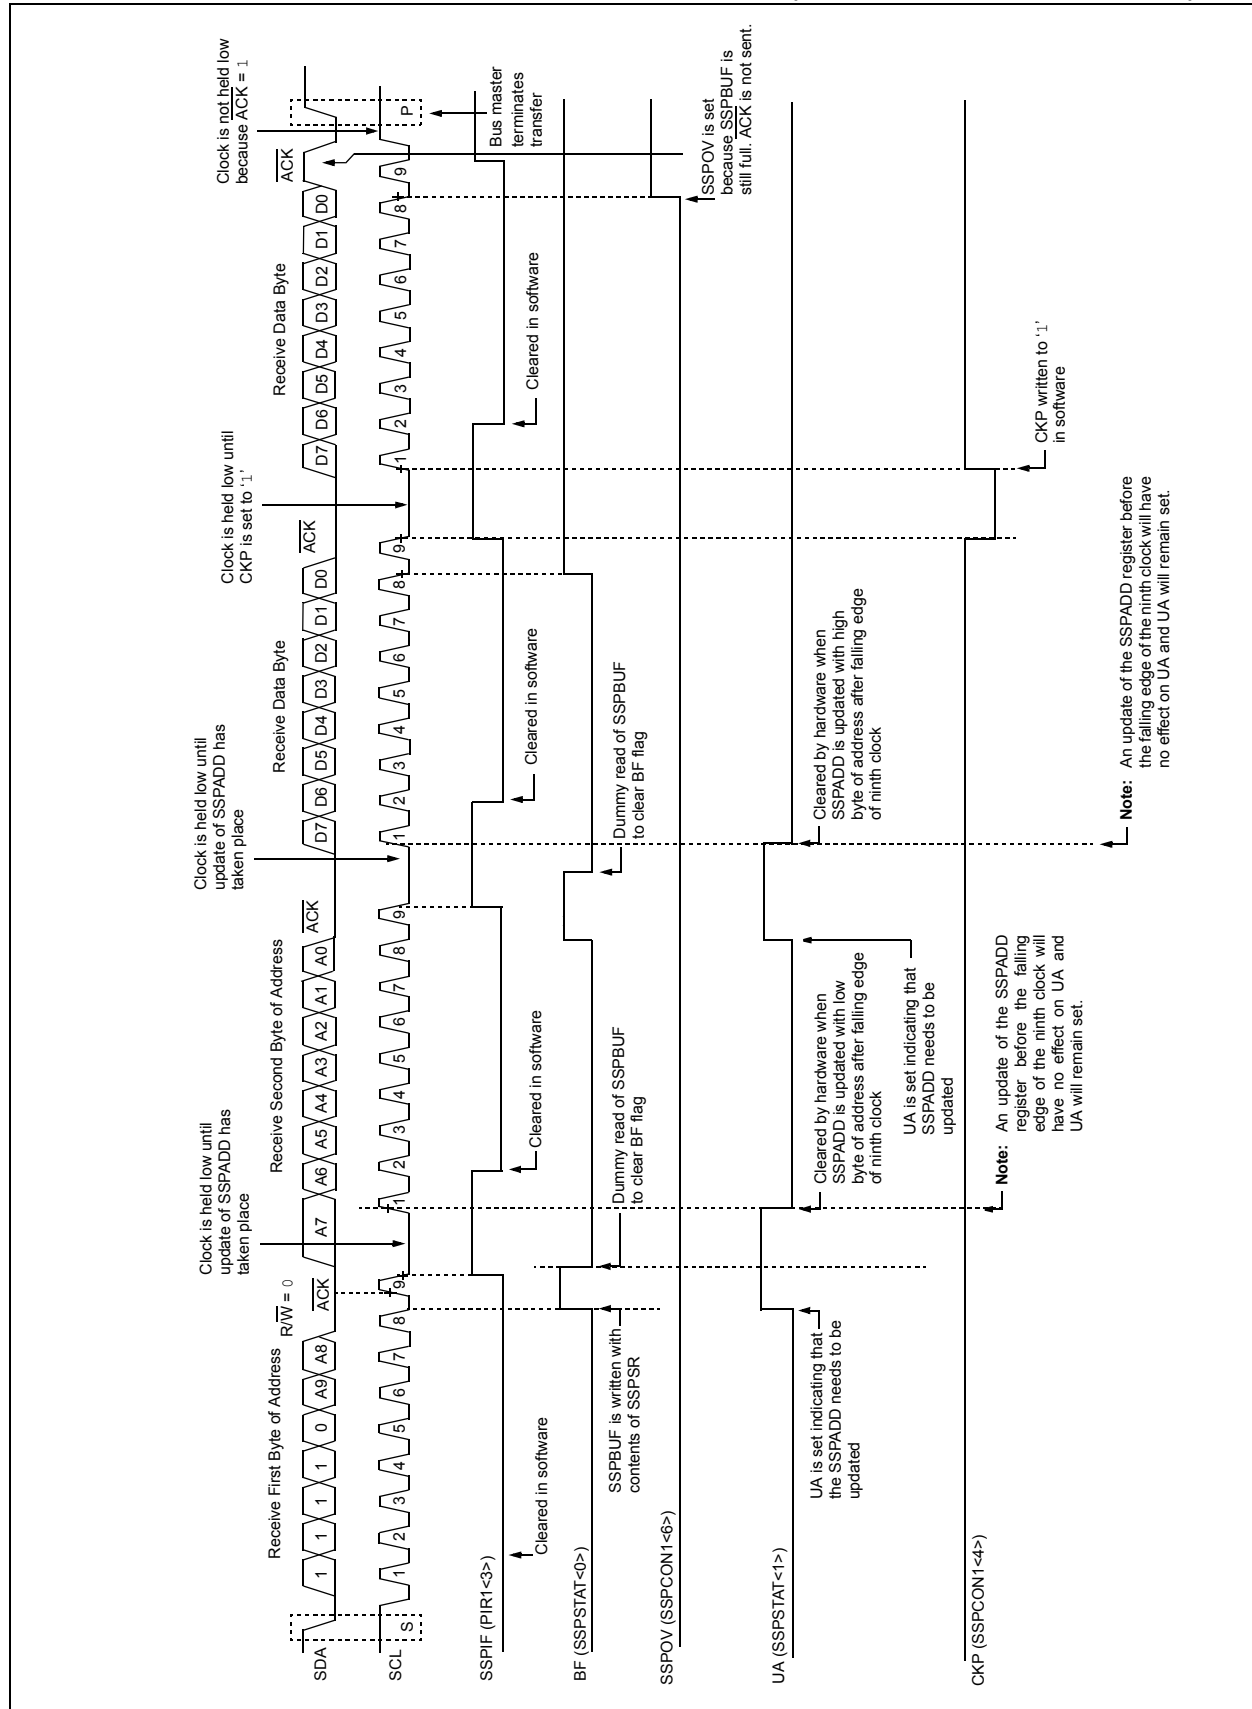 Clock is held low until
update of SSPADD has
taken place
Clock is held low until
update of SSPADD has
taken place
Clock is held low until
CKP is set to ‘1’
Clock is not held low
because ACK = 1
R/W = 0
Receive First Byte of Address
ACK
Receive Second Byte of Address
ACK
Receive Data Byte
ACK
Receive Data Byte
ACK
SDA
1 1 1 1 0 A9 A8
A7 A6 A5 A4 A3 A2 A1 A0
D7 D6 D5 D4 D3 D2 D1 D0
D7 D6 D5 D4 D3 D2 D1 D0
SCL
S
1 2 3 4 5 6 7 8 9
1 2 3 4 5 6 7 8 9
1 2 3 4 5 6 7 8 9
1 2 3 4 5 6 7 8 9
P
Bus master
terminates
transfer
SSPIF (PIR1<3>)
Cleared in software
Cleared in software
Cleared in software
Cleared in software
BF (SSPSTAT<0>)
SSPBUF is written with
contents of SSPSR
Dummy read of SSPBUF
to clear BF flag
Dummy read of SSPBUF
to clear BF flag
SSPOV (SSPCON1<6>)
SSPOV is set
because SSPBUF is
still full. ACK is not sent.
UA (SSPSTAT<1>)
UA is set indicating that
the SSPADD needs to be
updated
Cleared by hardware when
SSPADD is updated with low
byte of address after falling edge
of ninth clock
UA is set indicating that
SSPADD needs to be
updated
Cleared by hardware when
SSPADD is updated with high
byte of address after falling edge
of ninth clock
CKP (SSPCON1<4>)
Note: An update of the SSPADD
register before the falling
edge of the ninth clock will
have no effect on UA and
UA will remain set.
Note: An update of the SSPADD register before
the falling edge of the ninth clock will have
no effect on UA and UA will remain set.
CKP written to ‘1’
in software